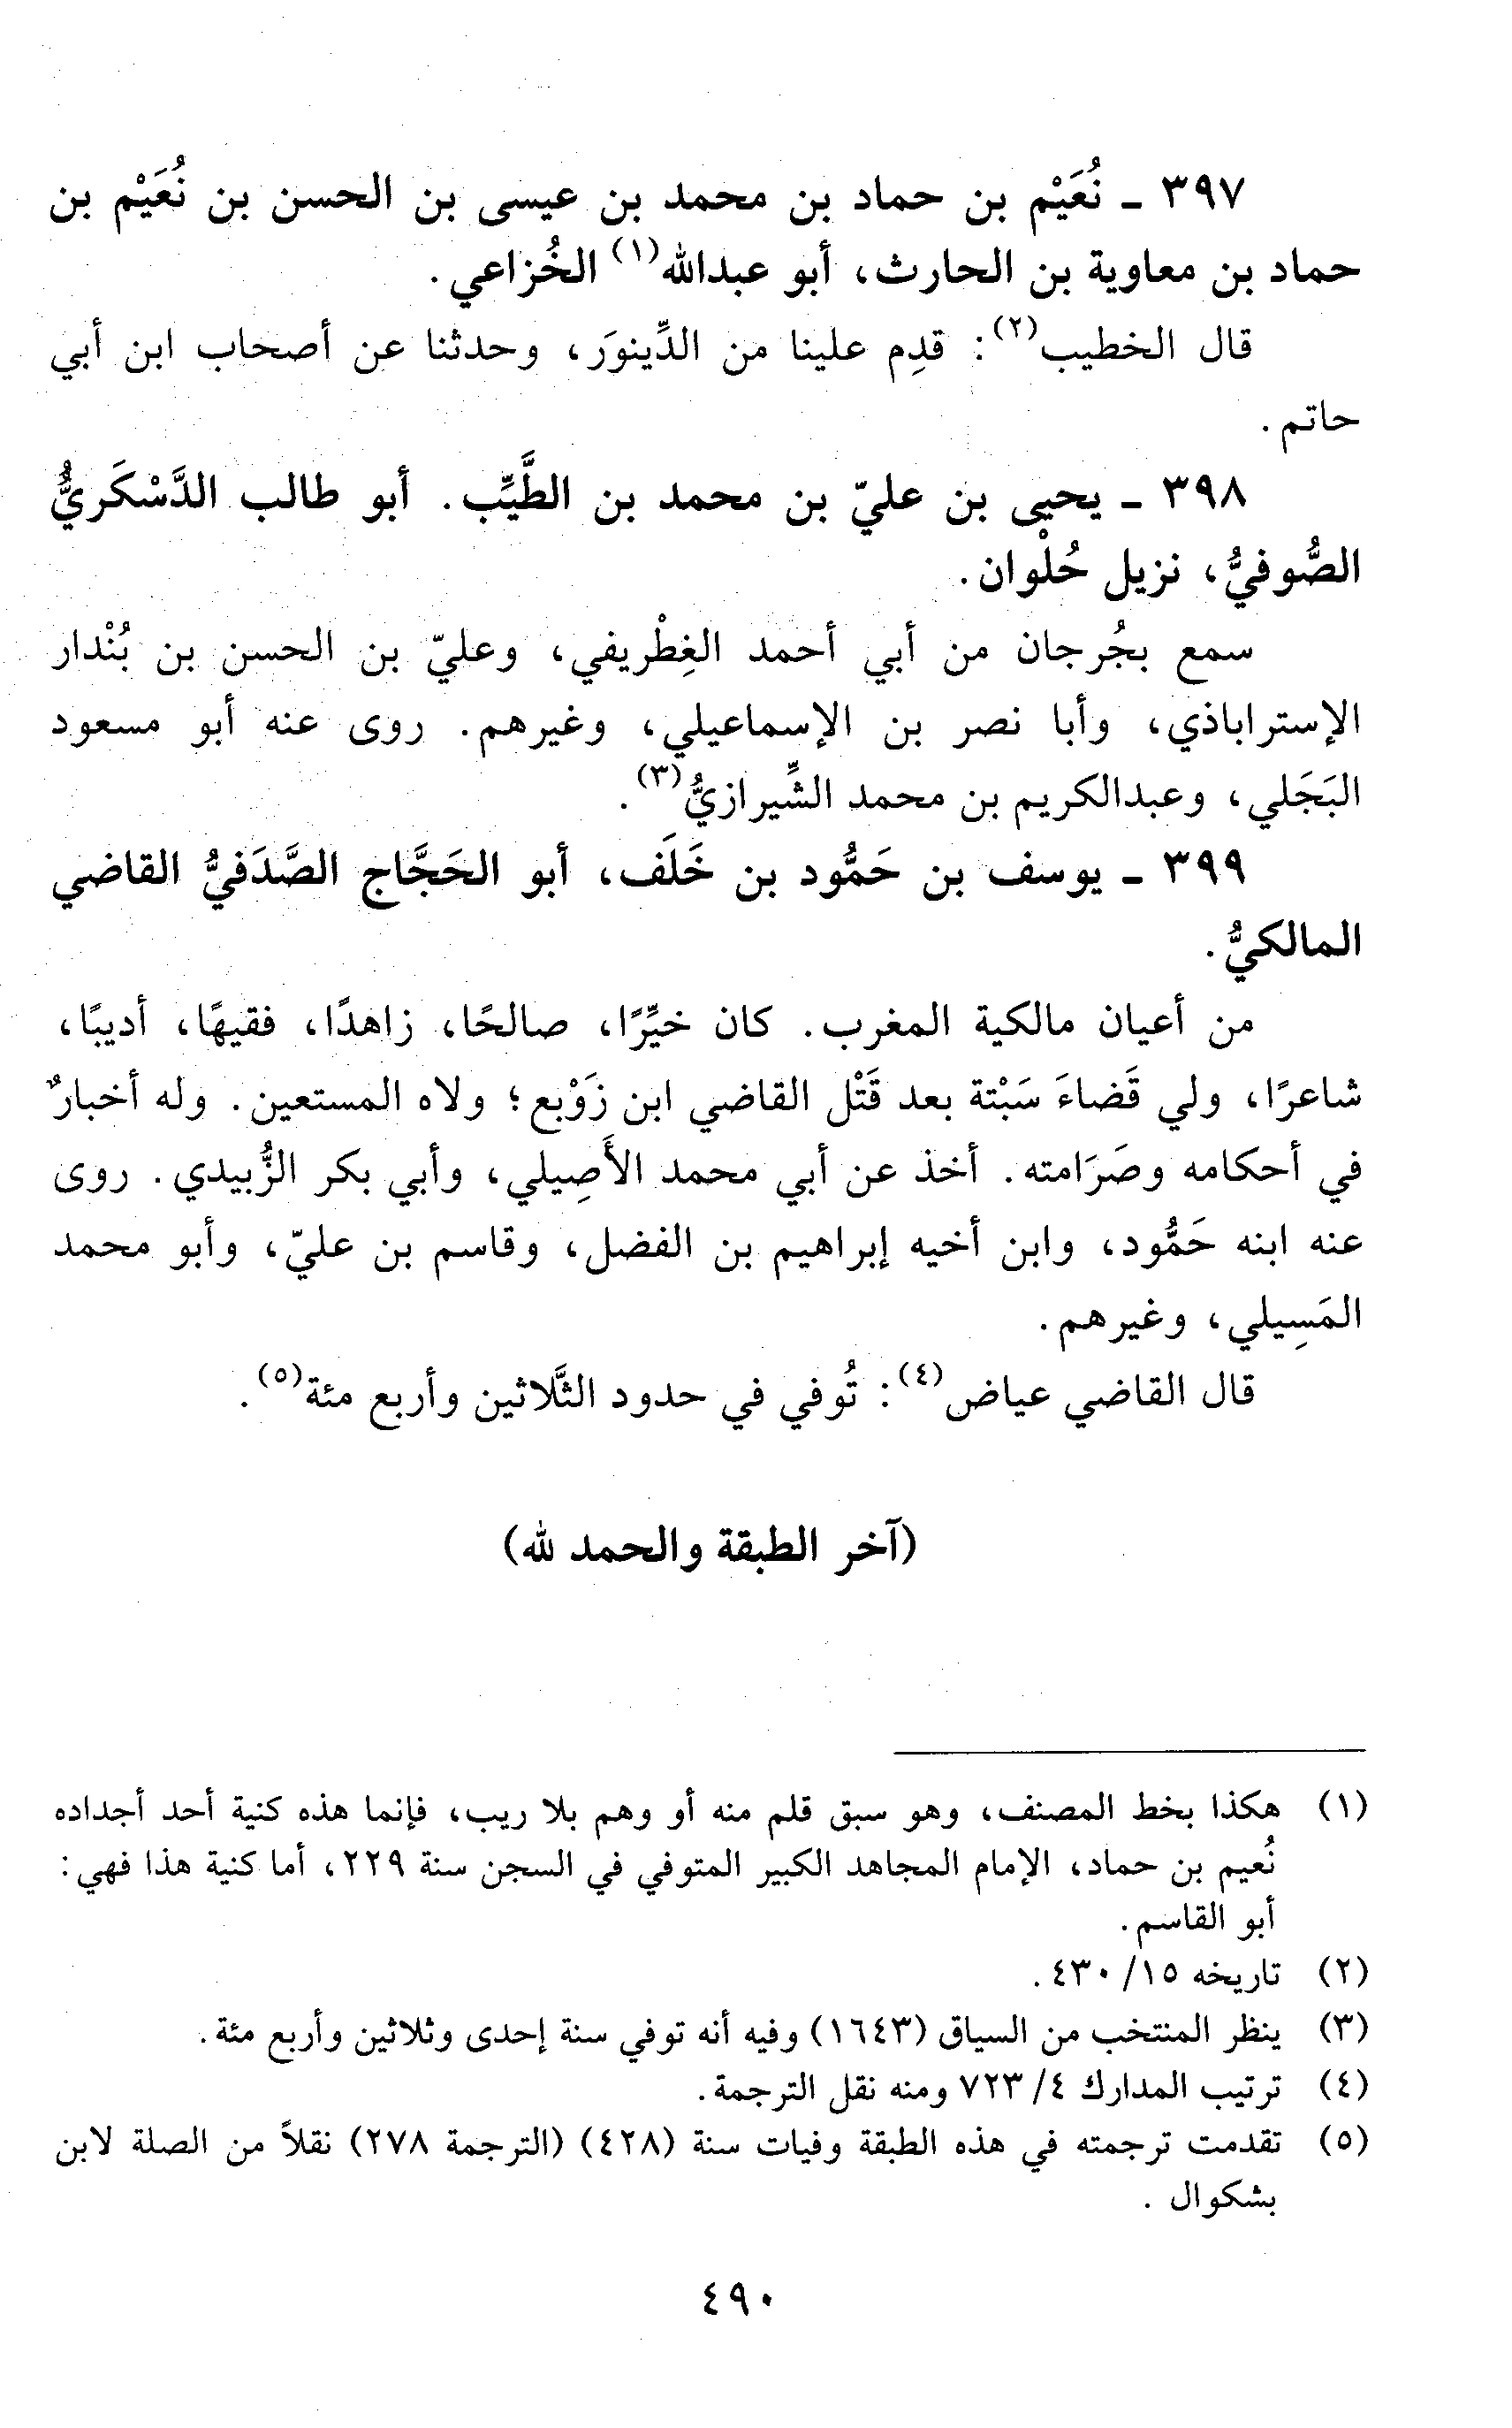 ٣٩٧ ـ نُعَيْم بن حماد بن محمد بن عيسى بن الحسن بن نُعَيْم بن
حماد بن معاوية بن الحارث، أبو عبدالله(١) الخُزاعي.
قال الخطيب(٢): قدِم علينا من الدِّينوَر، وحدثنا عن أصحاب ابن أبي
حاتم.
٣٩٨ ـ يحيى بن عليّ بن محمد بن الطَّيِّب. أبو طالب الدَّسْكَريُّ
الصُّوفيُّ، نزيل حُلْوان.
سمع بجُرجان من أبي أحمد الغِطْريفي، وعليّ بن الحسن بن بُنْدار
الإستراباذي، وأبا نصر بن الإسماعيلي، وغيرهم. روى عنه أبو مسعود
البَجَلي، وعبدالكريم بن محمد الشِّيرازيُّ(٣).
٣٩٩ ـ يوسف بن حَمُّود بن خَلَف، أبو الحَجَّاج الصَّدَفيُّ القاضي
المالكيُّ.
من أعيان مالكية المغرب. كان خيِّرًا، صالحًا، زاهدًا، فقيهًا، أديبًا،
شاعرًا، ولي قَضاءَ سَبْتة بعد قَتْل القاضي ابن زَوْبع؛ ولاه المستعين. وله أخبارٌ
في أحكامه وصَرَامته. أخذ عن أبي محمد الأَصِيلي، وأبي بكر الزُّبيدي. روى
عنه ابنه حَمُّود، وابن أخيه إبراهيم بن الفضل، وقاسم بن عليّ، وأبو محمد
المَسِيلي، وغيرهم.
قال القاضي عياض(٤): تُوفي في حدود الثَّلاثين وأربع مئة(٥).
(آخر الطبقة والحمد لله)
(١) هكذا بخط المصنف، وهو سبق قلم منه أو وهم بلا ريب، فإنما هذه كنية أحد أجداده
نُعيم بن حماد، الإمام المجاهد الكبير المتوفي في السجن سنة ٢٢٩، أما كنية هذا فهي:
أبو القاسم.
(٢) تاريخه ١٥/ ٤٣٠.
(٣) ينظر المنتخب من السياق (١٦٤٣) وفيه أنه توفي سنة إحدى وثلاثين وأربع مئة.
(٤) ترتيب المدارك ٤/ ٧٢٣ ومنه نقل الترجمة.
(٥) تقدمت ترجمته في هذه الطبقة وفيات سنة (٤٢٨) (الترجمة ٢٧٨) نقلاً من الصلة لابن
بشكوال.
٤٩٠